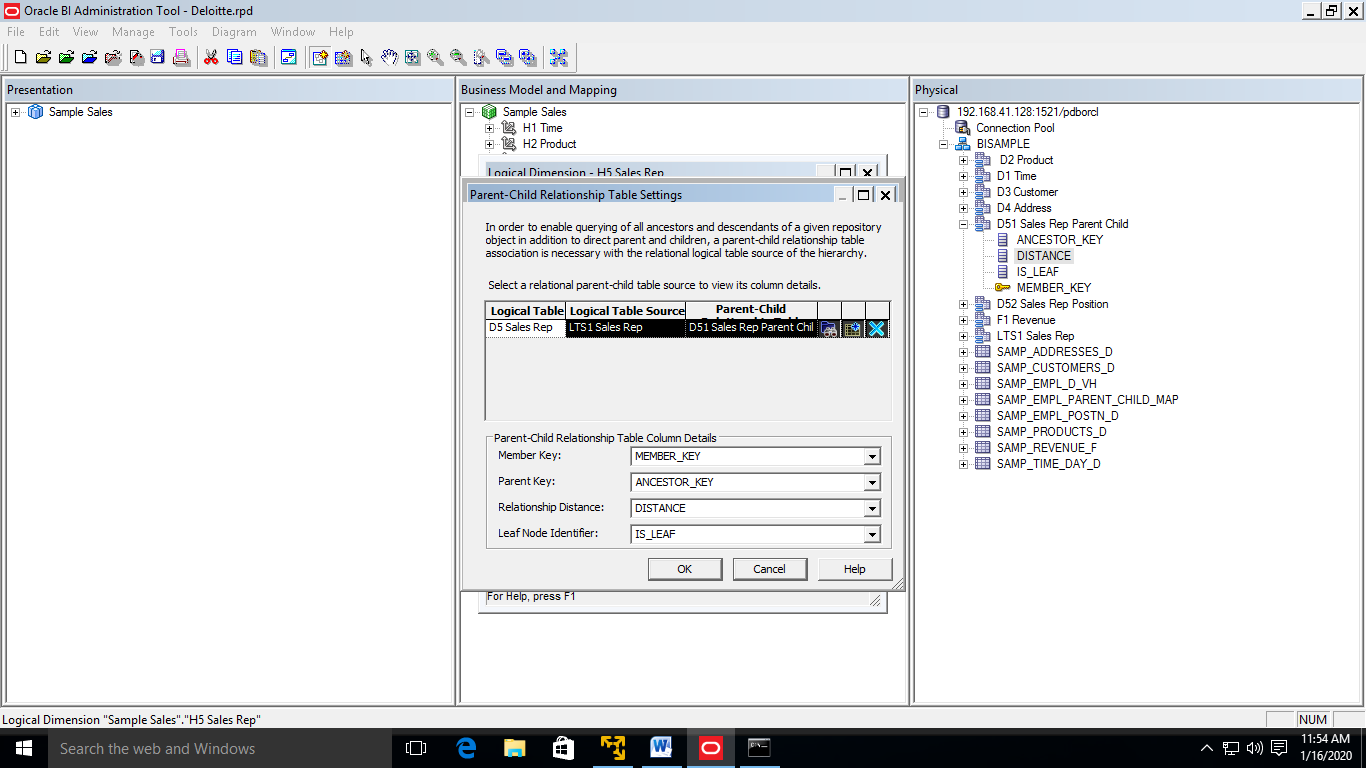 Oracle BI Administration Tool - Deloitte.rpd
File Edit View Manage Tools Diagram Window Help
Presentation
Sample Sales
Business Model and Mapping
Sample Sales
H1 Time
H2 Product
Logical Dimension - H5 Sales Rep
Parent-Child Relationship Table Settings
In order to enable querying of all ancestors and descendants of a given repository
object in addition to direct parent and children, a parent-child relationship table
association is necessary with the relational logical table source of the hierarchy.
Select a relational parent-child table source to view its column details.
Logical Table Logical Table Source Parent-Child
D5 Sales Rep LTS1 Sales Rep D51 Sales Rep Parent Chil
Parent-Child Relationship Table Column Details
Member Key: MEMBER_KEY
Parent Key: ANCESTOR_KEY
Relationship Distance: DISTANCE
Leaf Node Identifier: IS_LEAF
OK Cancel Help
For Help, press F1
Physical
192.168.41.128:1521/pdborcl
Connection Pool
BISAMPLE
D2 Product
D1 Time
D3 Customer
D4 Address
D51 Sales Rep Parent Child
ANCESTOR_KEY
DISTANCE
IS_LEAF
MEMBER_KEY
D52 Sales Rep Position
F1 Revenue
LTS1 Sales Rep
SAMP_ADDRESSES_D
SAMP_CUSTOMERS_D
SAMP_EMPL_D_VH
SAMP_EMPL_PARENT_CHILD_MAP
SAMP_EMPL_POSTN_D
SAMP_PRODUCTS_D
SAMP_REVENUE_F
SAMP_TIME_DAY_D
Logical Dimension "Sample Sales"."H5 Sales Rep"
NUM
Search the web and Windows
11:54 AM
1/16/2020